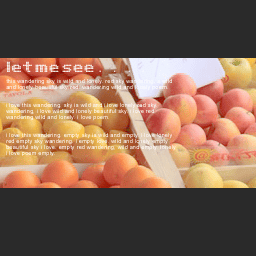 letmesee
this wandering sky is wild and lonely. red sky wandering is wild
and lonely beautiful sky. red wandering wild and lonely poem.
i love this wandering. sky is wild and i love lonely red sky
wandering. i love wild and lonely beautiful sky. i love red
wandering wild and lonely. i love poem.
i love this wandering. empty sky is wild and empty. i love lonely
red empty sky wandering. i empty love. wild and lonely empty
beautiful sky i love. empty red wandering. wild and empty lonely
i love poem empty.